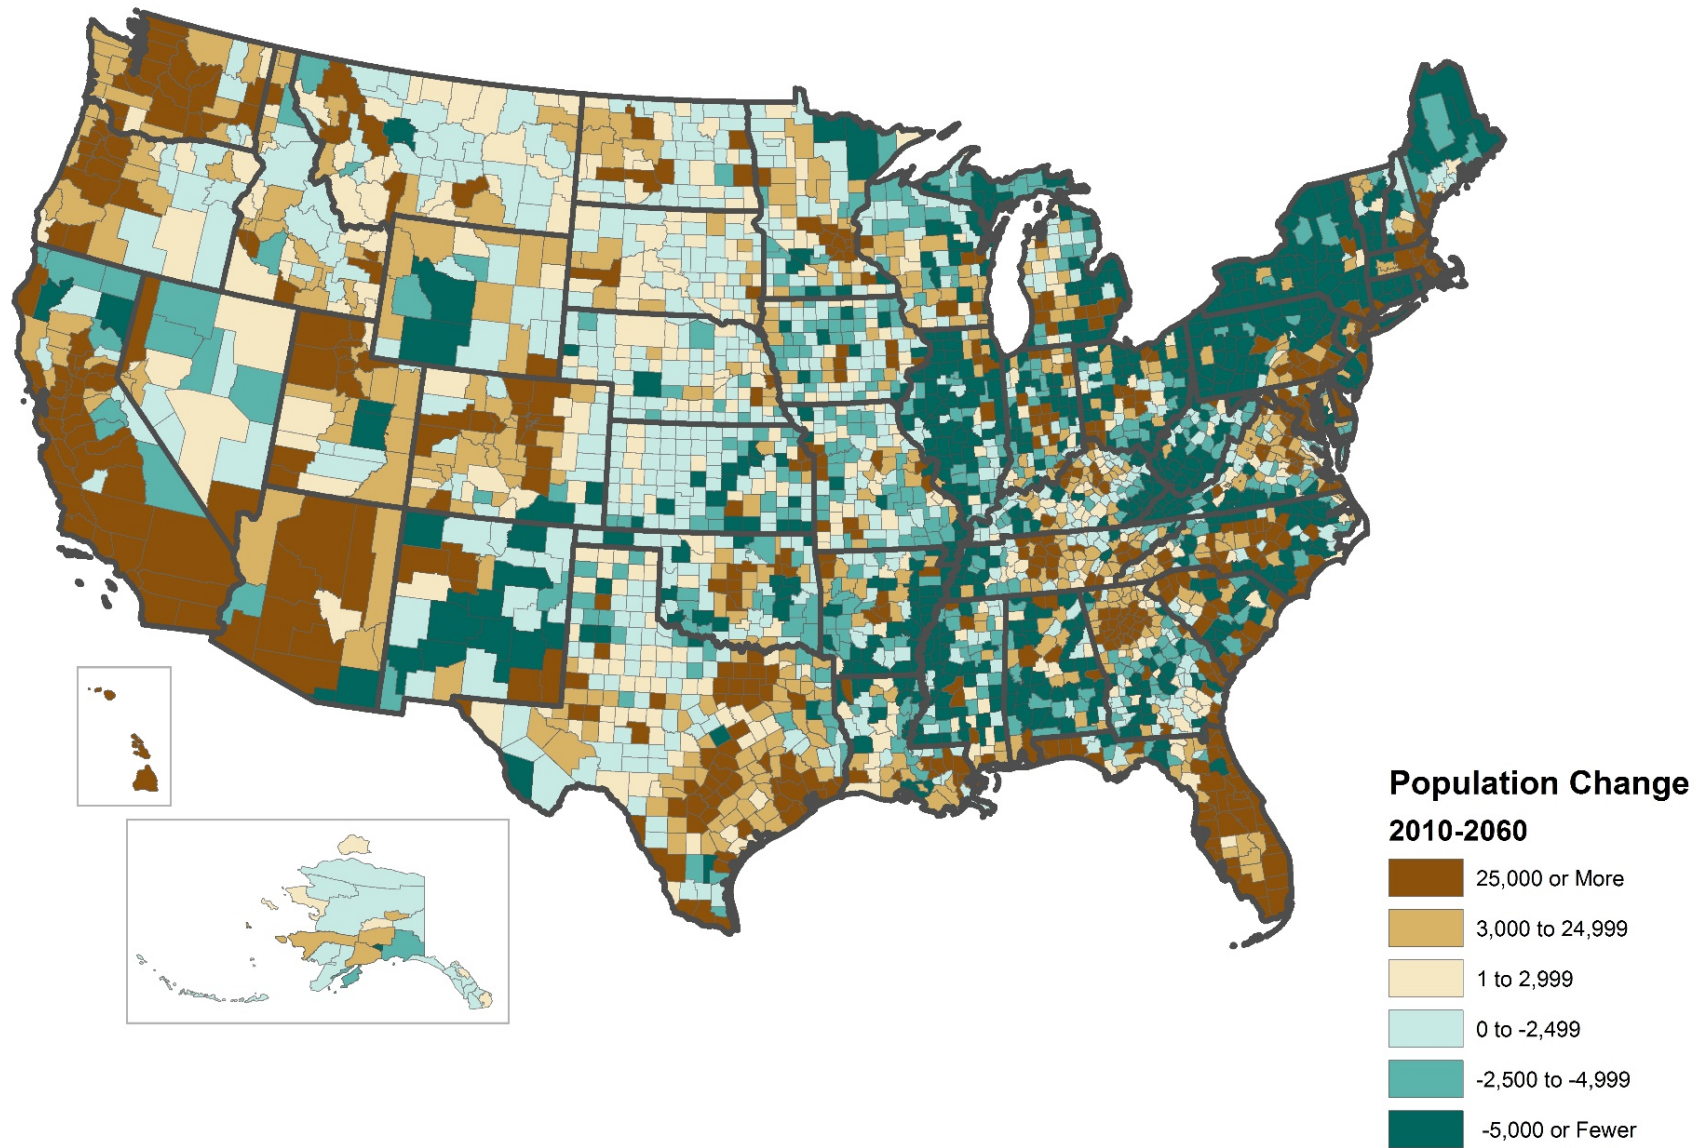 Population Change
2010-2060
25,000 or More
3,000 to 24,999
1 to 2,999
0 to -2,499
-2,500 to -4,999
-5,000 or Fewer